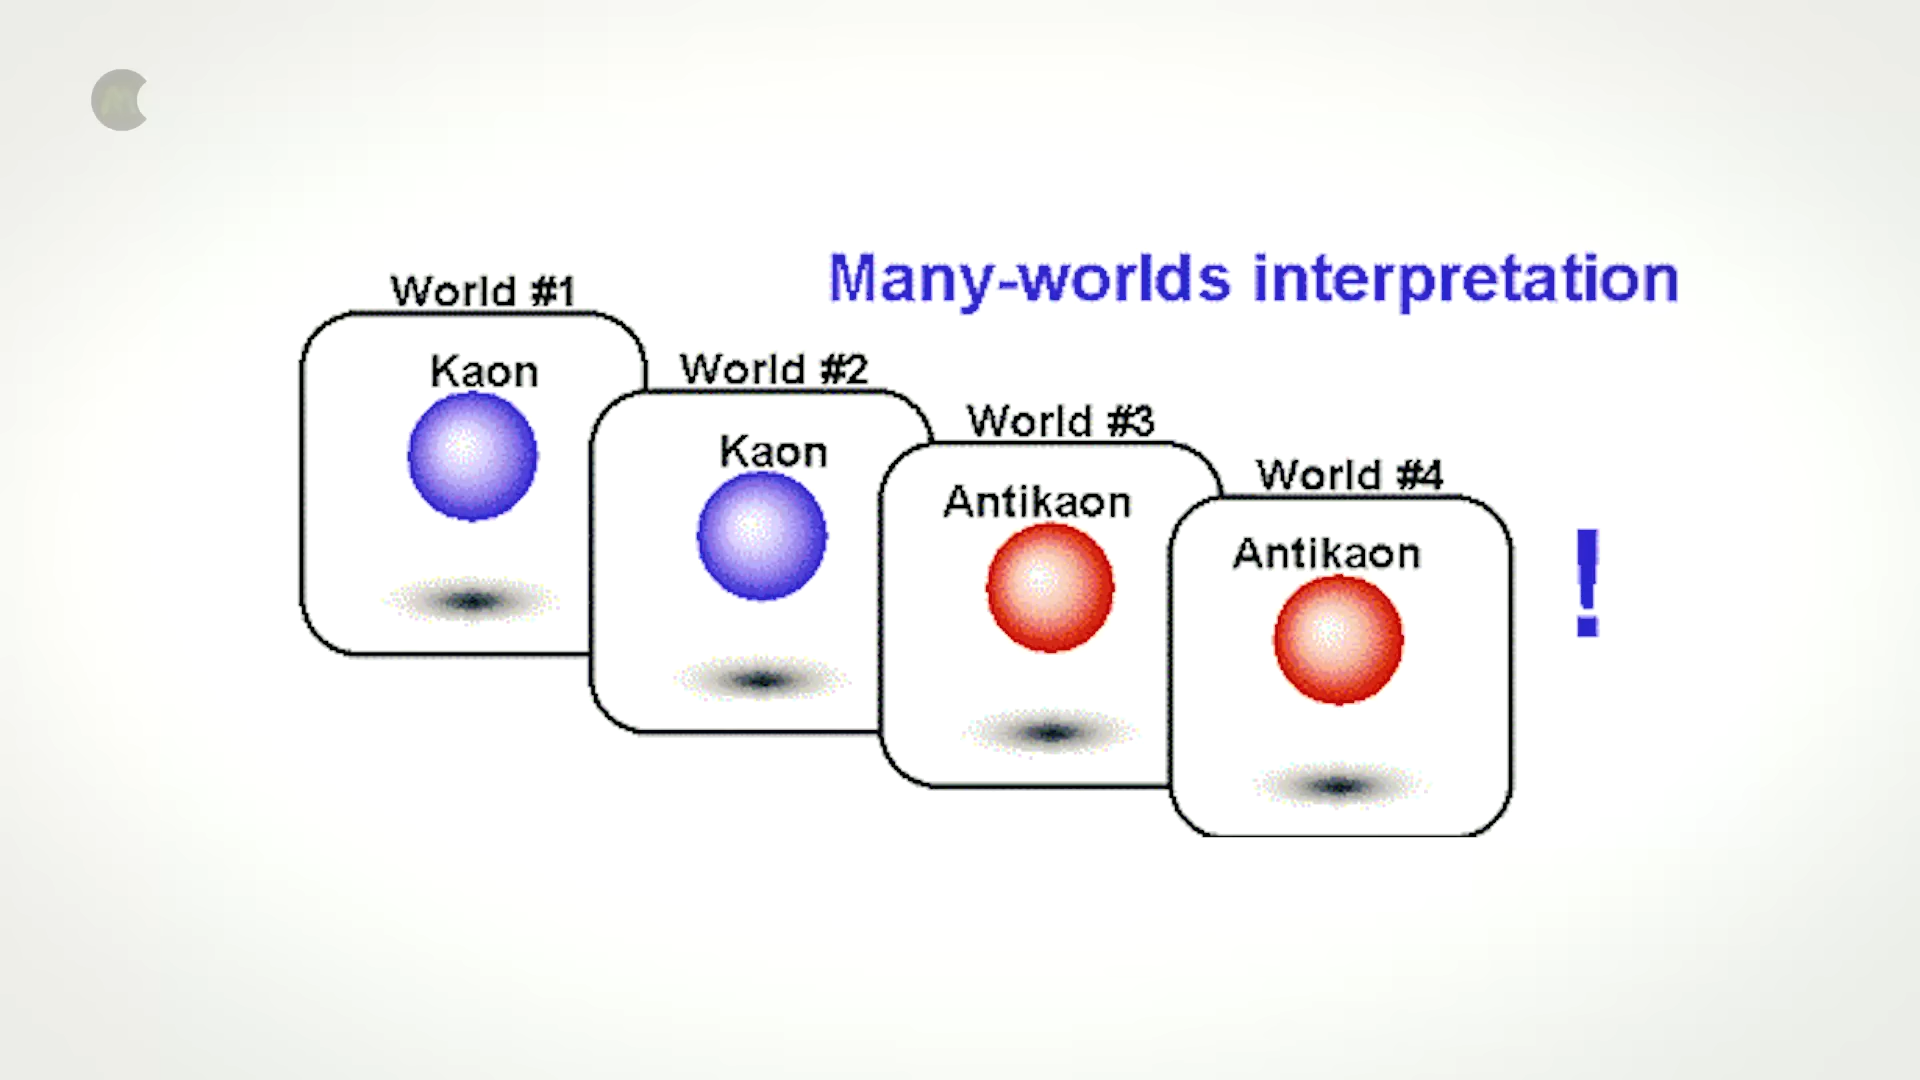 Many-worlds interpretation
World #1
Kaon
World #2
Kaon
World #3
Antikaon
World #4
Antikaon
!